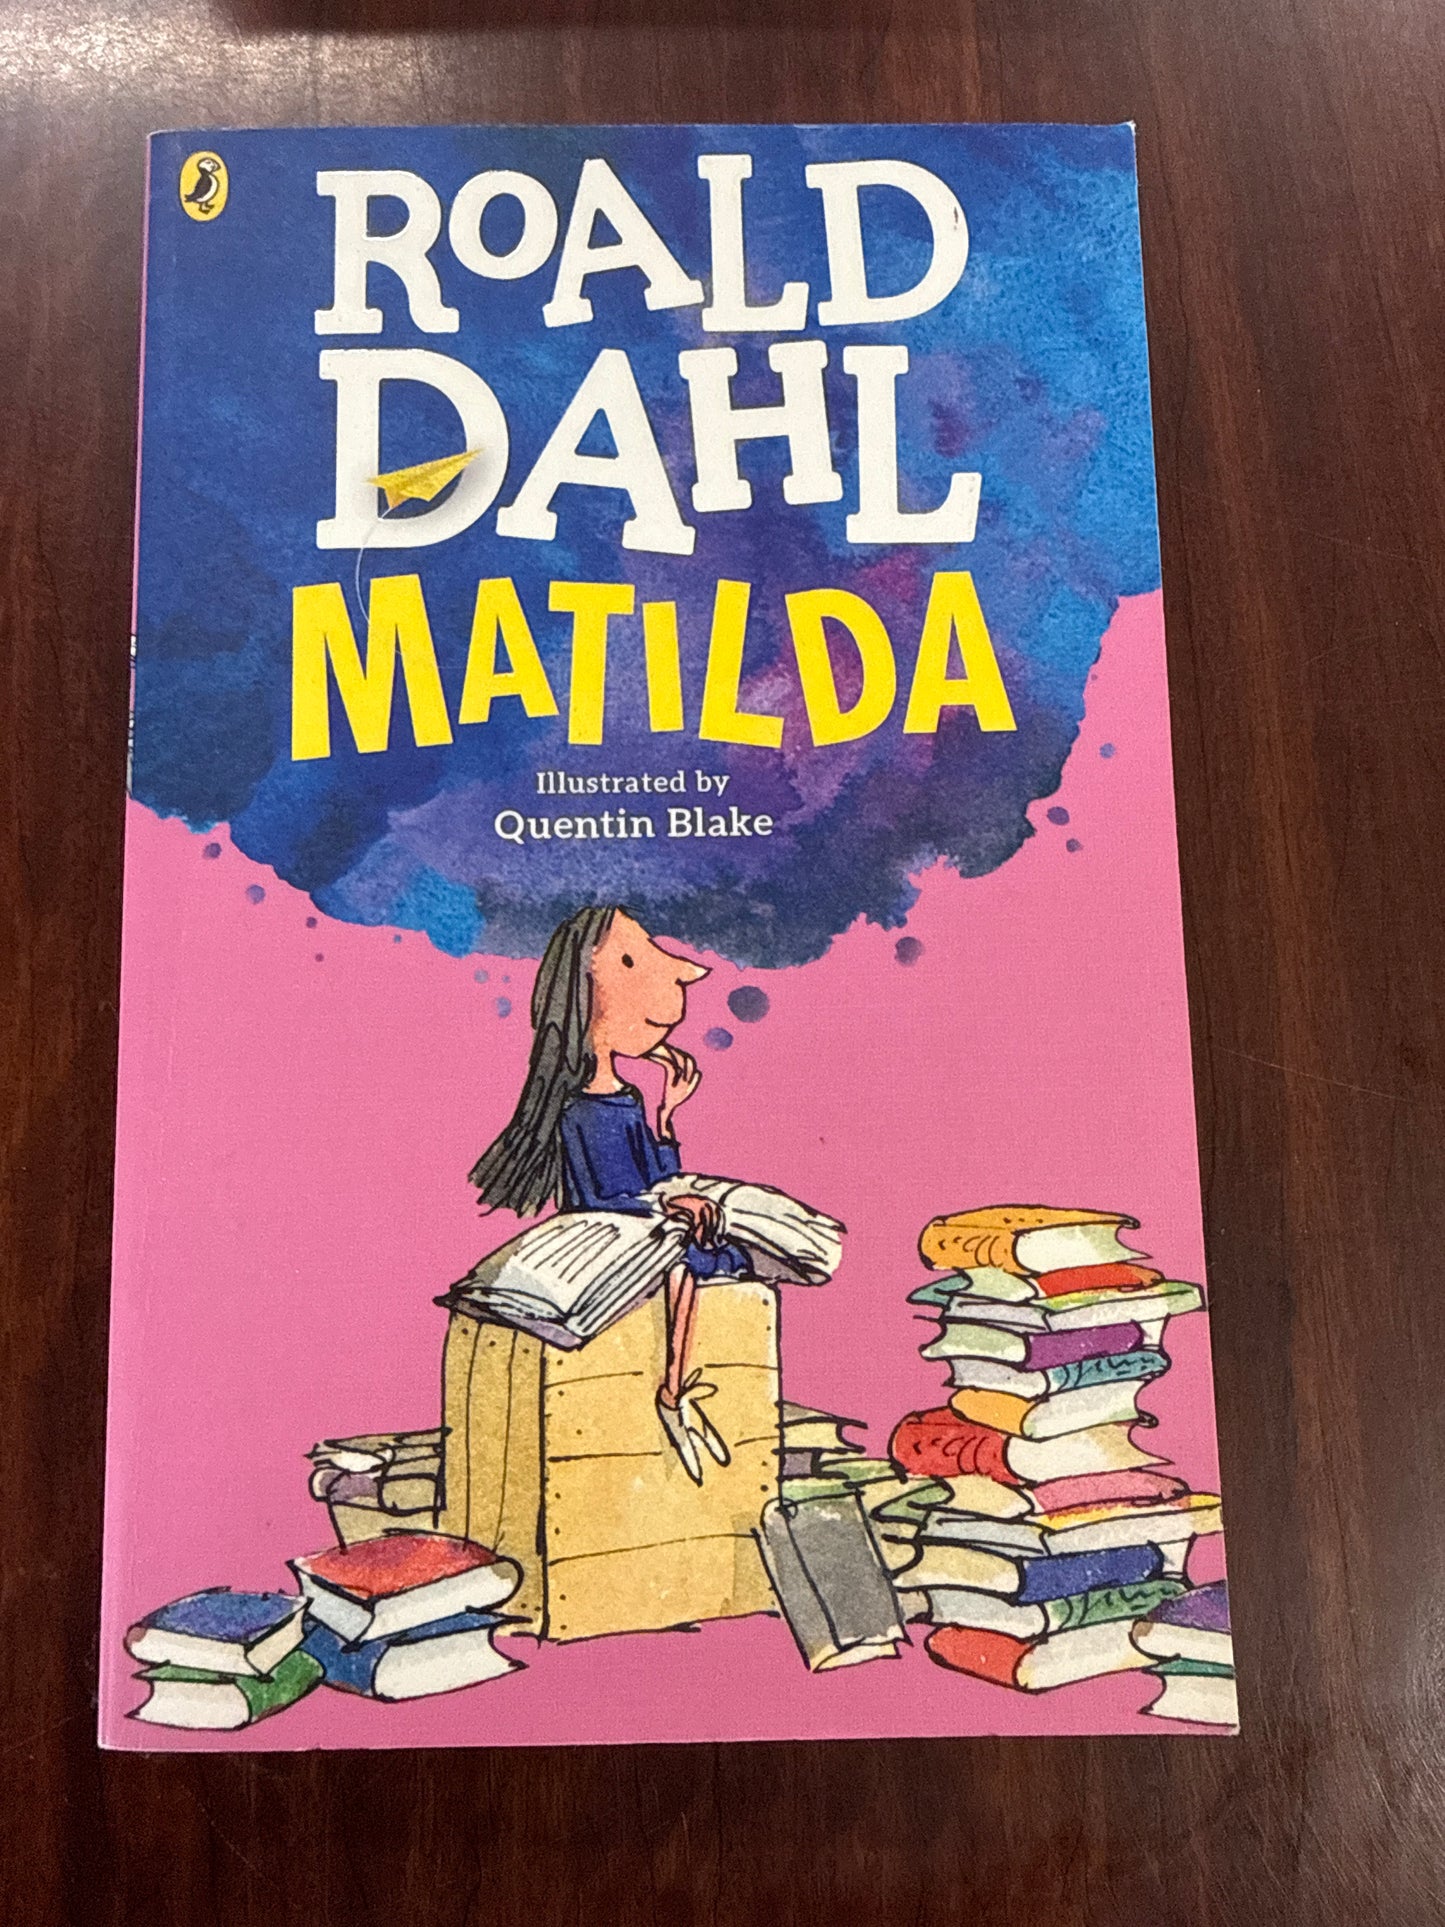 ROALD
DAHL
MATILDA
Illustrated by
Quentin Blake